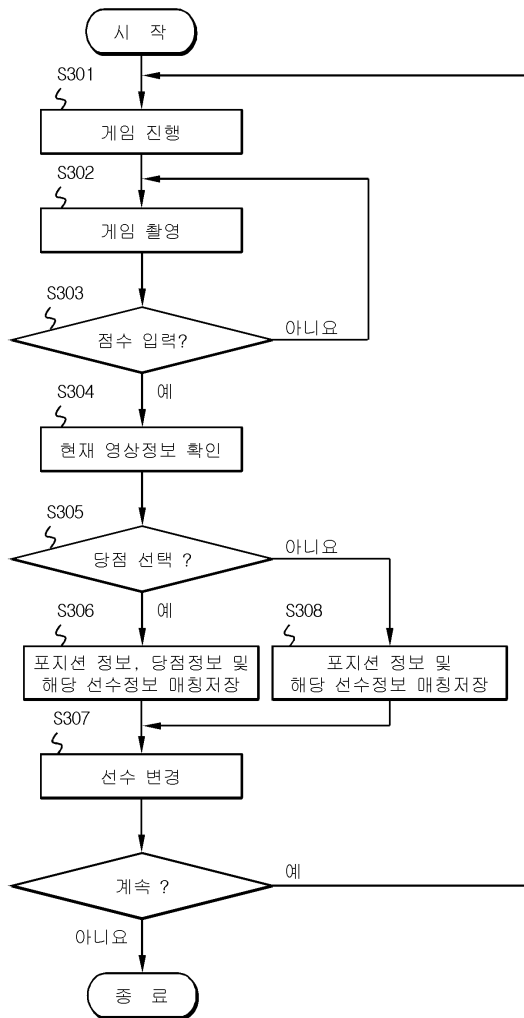 시 작
S301
게임 진행
S302
게임 촬영
S303
점수 입력?
아니요
예
S304
현재 영상정보 확인
S305
당점 선택 ?
아니요
예
S306
포지션 정보, 당점정보 및
해당 선수정보 매칭저장
S308
포지션 정보 및
해당 선수정보 매칭저장
S307
선수 변경
계속 ?
예
아니요
종 료